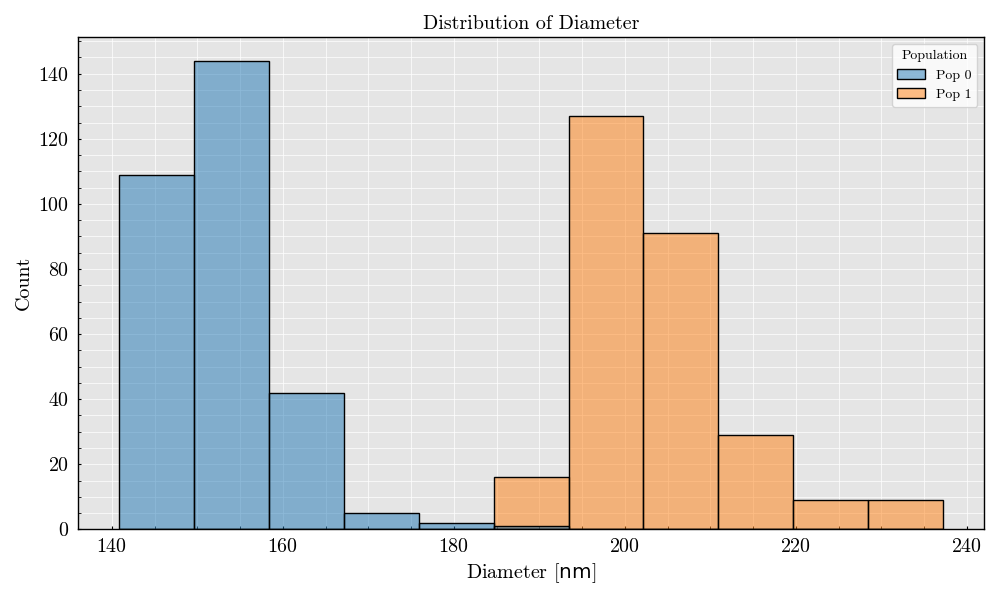 Distribution of Diameter
Population
Pop 0
Pop 1
Count
140
120
100
80
60
40
20
0
140 160 180 200 220 240
Diameter [nm]